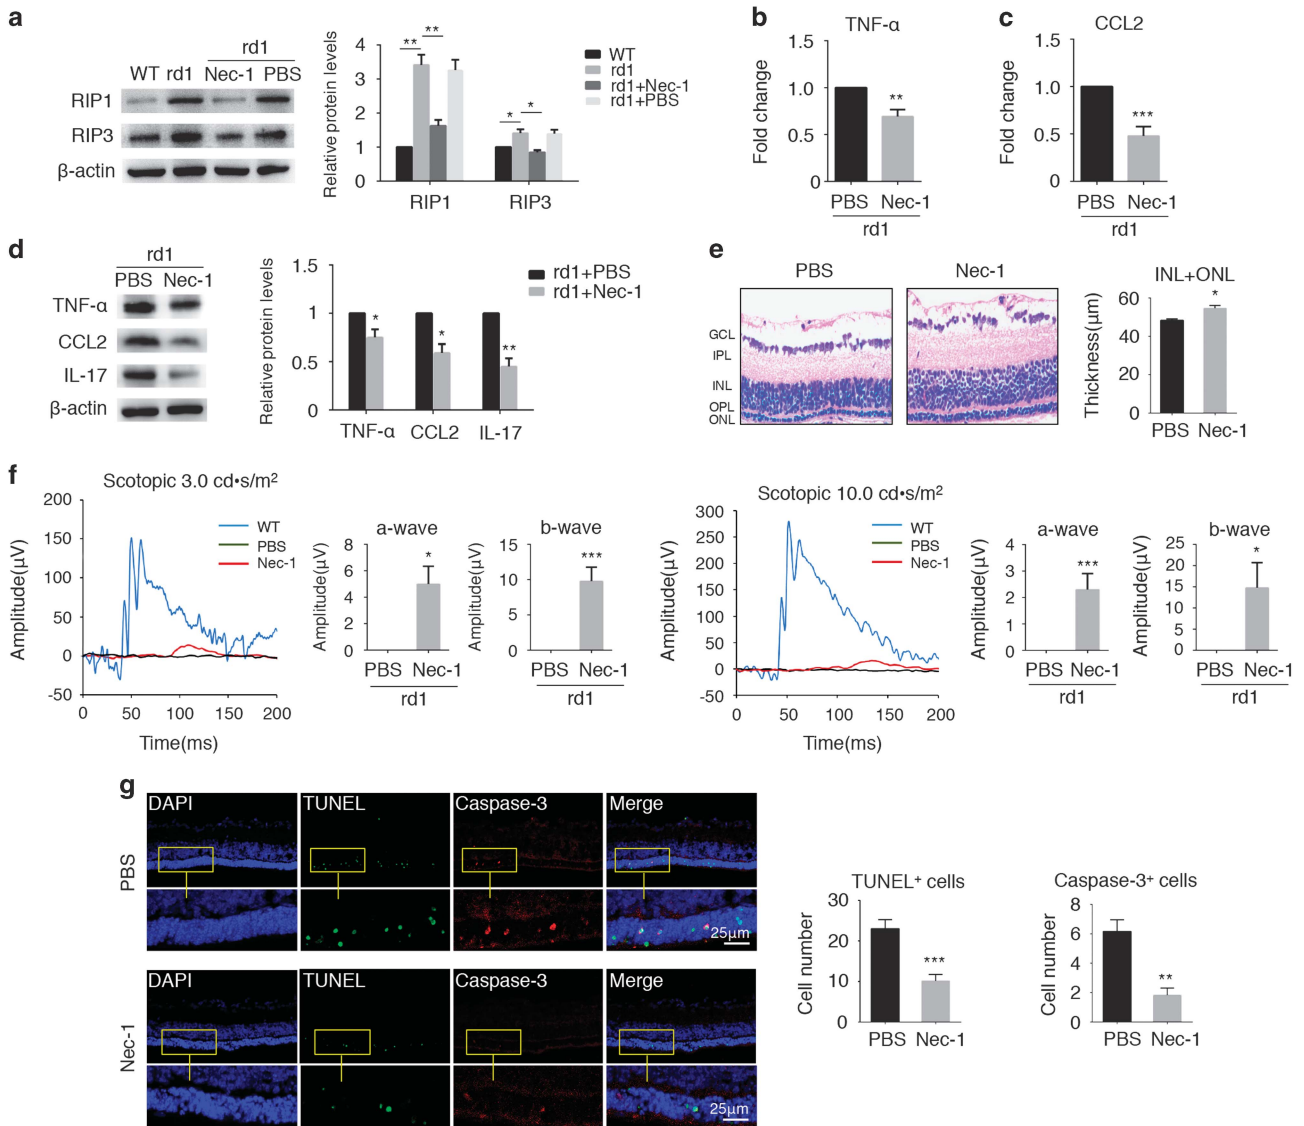 a
rd1
WT rd1 Nec-1 PBS
RIP1
RIP3
β-actin
Relative protein levels
4
3
2
1
0
** **
* *
RIP1 RIP3
WT
rd1
rd1+Nec-1
rd1+PBS
b
TNF-α
Fold change
1.5
1.0
0.5
0
**
PBS Nec-1
rd1
c
CCL2
Fold change
1.5
1.0
0.5
0
***
PBS Nec-1
rd1
d
rd1
PBS Nec-1
TNF-α
CCL2
IL-17
β-actin
Relative protein levels
1.5
1
0.5
0
*
*
**
TNF-α CCL2 IL-17
rd1+PBS
rd1+Nec-1
e
PBS Nec-1
GCL
IPL
INL
OPL
ONL
INL+ONL
Thickness(μm)
60
40
20
0
*
PBS Nec-1
f
Scotopic 3.0 cd•s/m²
Amplitude(μV)
200
150
100
50
0
-50
0 50 100 150 200
Time(ms)
WT
PBS
Nec-1
a-wave
Amplitude(μV)
8
6
4
2
0
*
PBS Nec-1
rd1
b-wave
Amplitude(μV)
15
10
5
0
***
PBS Nec-1
rd1
Scotopic 10.0 cd•s/m²
Amplitude(μV)
300
250
200
150
100
50
0
-50
0 50 100 150 200
Time(ms)
WT
PBS
Nec-1
a-wave
Amplitude(μV)
4
3
2
1
0
***
PBS Nec-1
rd1
b-wave
Amplitude(μV)
25
20
15
10
5
0
*
PBS Nec-1
rd1
g
PBS
DAPI TUNEL Caspase-3 Merge
25μm
Nec-1
DAPI TUNEL Caspase-3 Merge
25μm
TUNEL⁺ cells
Cell number
30
20
10
0
***
PBS Nec-1
Caspase-3⁺ cells
Cell number
8
6
4
2
0
**
PBS Nec-1